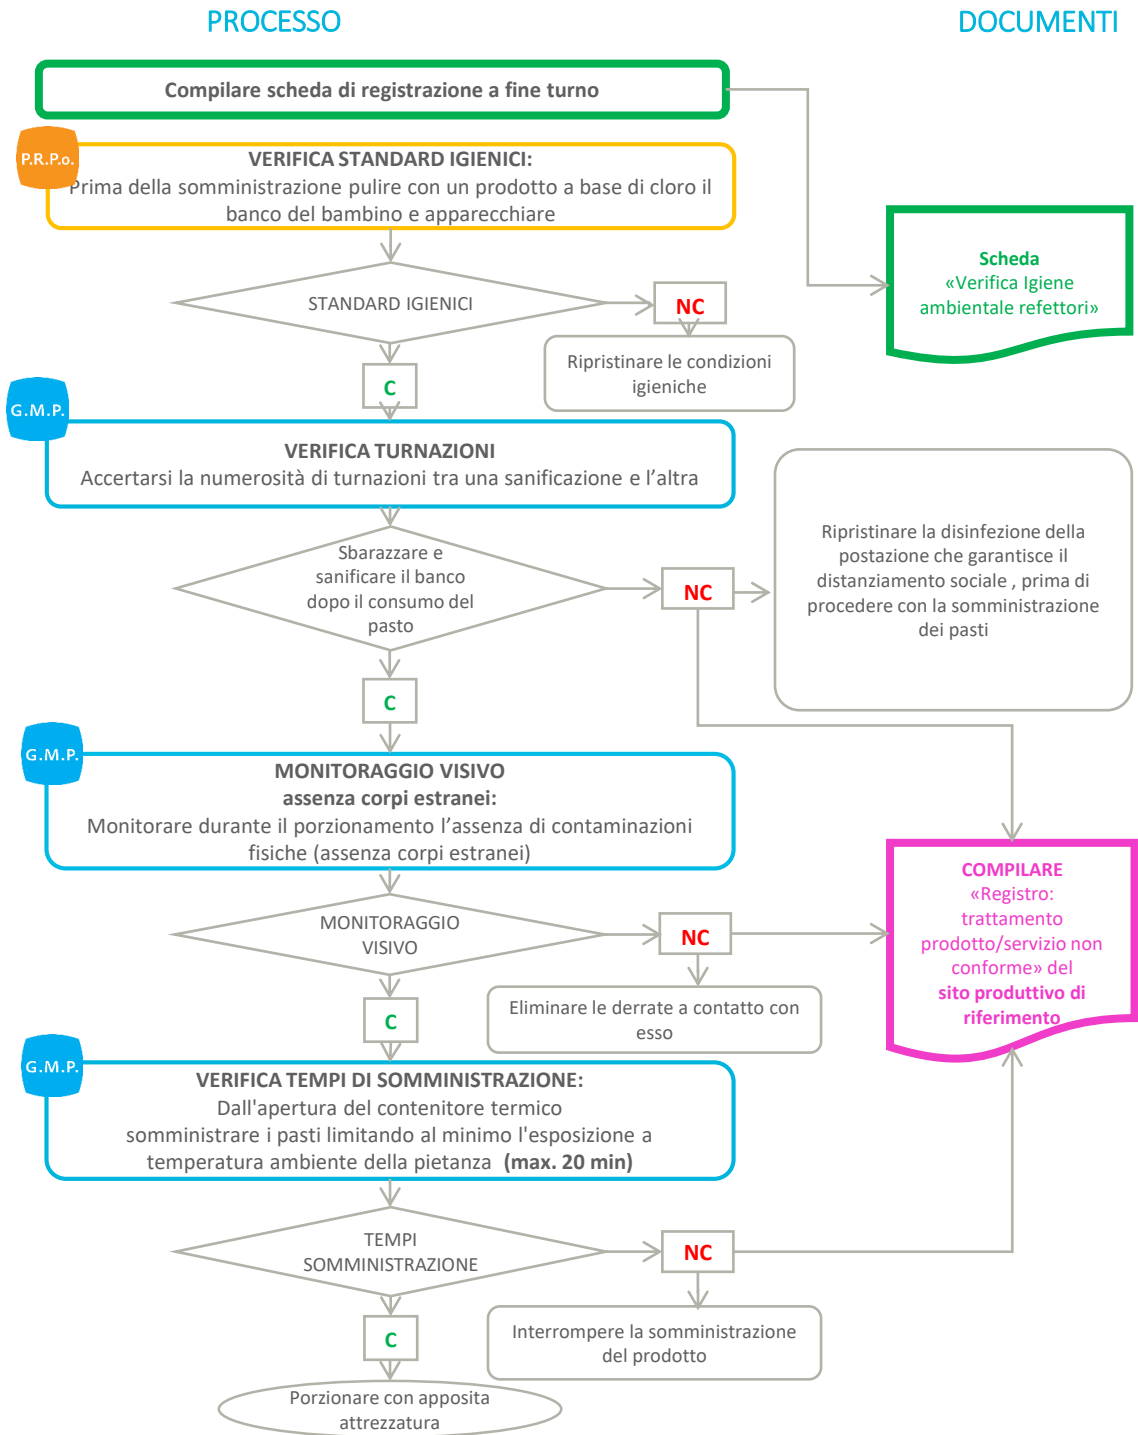 PROCESSO
DOCUMENTI
Compilare scheda di registrazione a fine turno
P.R.P.o.
VERIFICA STANDARD IGIENICI:
Prima della somministrazione pulire con un prodotto a base di cloro il
banco del bambino e apparecchiare
Scheda
«Verifica Igiene
ambientale refettori»
STANDARD IGIENICI
NC
Ripristinare le condizioni
igieniche
C
G.M.P.
VERIFICA TURNAZIONI
Accertarsi la numerosità di turnazioni tra una sanificazione e l’altra
Sbarazzare e
sanificare il banco
dopo il consumo del
pasto
NC
Ripristinare la disinfezione della
postazione che garantisce il
distanziamento sociale , prima di
procedere con la somministrazione
dei pasti
C
G.M.P.
MONITORAGGIO VISIVO
assenza corpi estranei:
Monitorare durante il porzionamento l’assenza di contaminazioni
fisiche (assenza corpi estranei)
MONITORAGGIO
VISIVO
NC
COMPILARE
«Registro:
trattamento
prodotto/servizio non
conforme» del
sito produttivo di
riferimento
Eliminare le derrate a contatto con
esso
C
G.M.P.
VERIFICA TEMPI DI SOMMINISTRAZIONE:
Dall'apertura del contenitore termico
somministrare i pasti limitando al minimo l'esposizione a
temperatura ambiente della pietanza (max. 20 min)
TEMPI
SOMMINISTRAZIONE
NC
Interrompere la somministrazione
del prodotto
C
Porzionare con apposita
attrezzatura